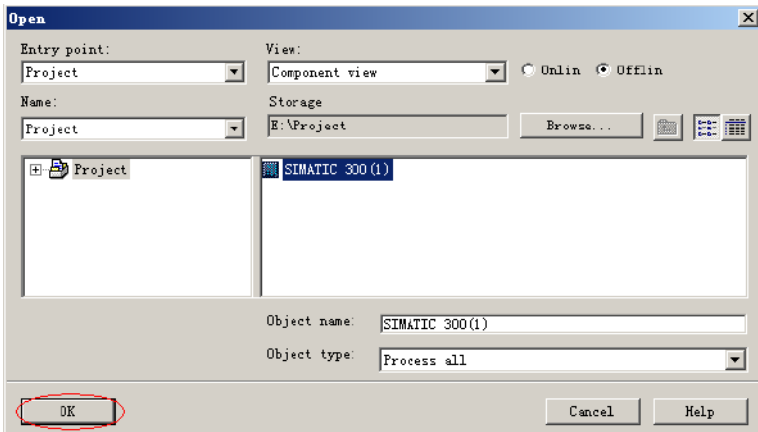 Open
Entry point:
View:
Project
Component view
Onlin
Offlin
Name:
Storage
Project
E:\Project
Browse...
Project
SIMATIC 300(1)
Object name:
SIMATIC 300(1)
Object type:
Process all
OK
Cancel
Help